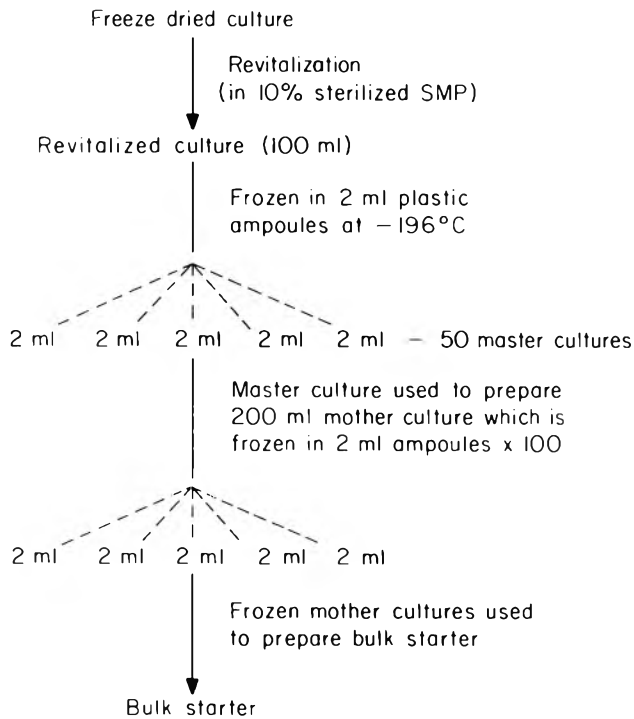 Freeze dried culture
Revitalization
(in 10% sterilized SMP)
Revitalized culture (100 ml)
Frozen in 2 ml plastic
ampoules at −196°C
2 ml 2 ml 2 ml 2 ml 2 ml – 50 master cultures
Master culture used to prepare
200 ml mother culture which is
frozen in 2 ml ampoules x 100
2 ml 2 ml 2 ml 2 ml 2 ml
Frozen mother cultures used
to prepare bulk starter
Bulk starter